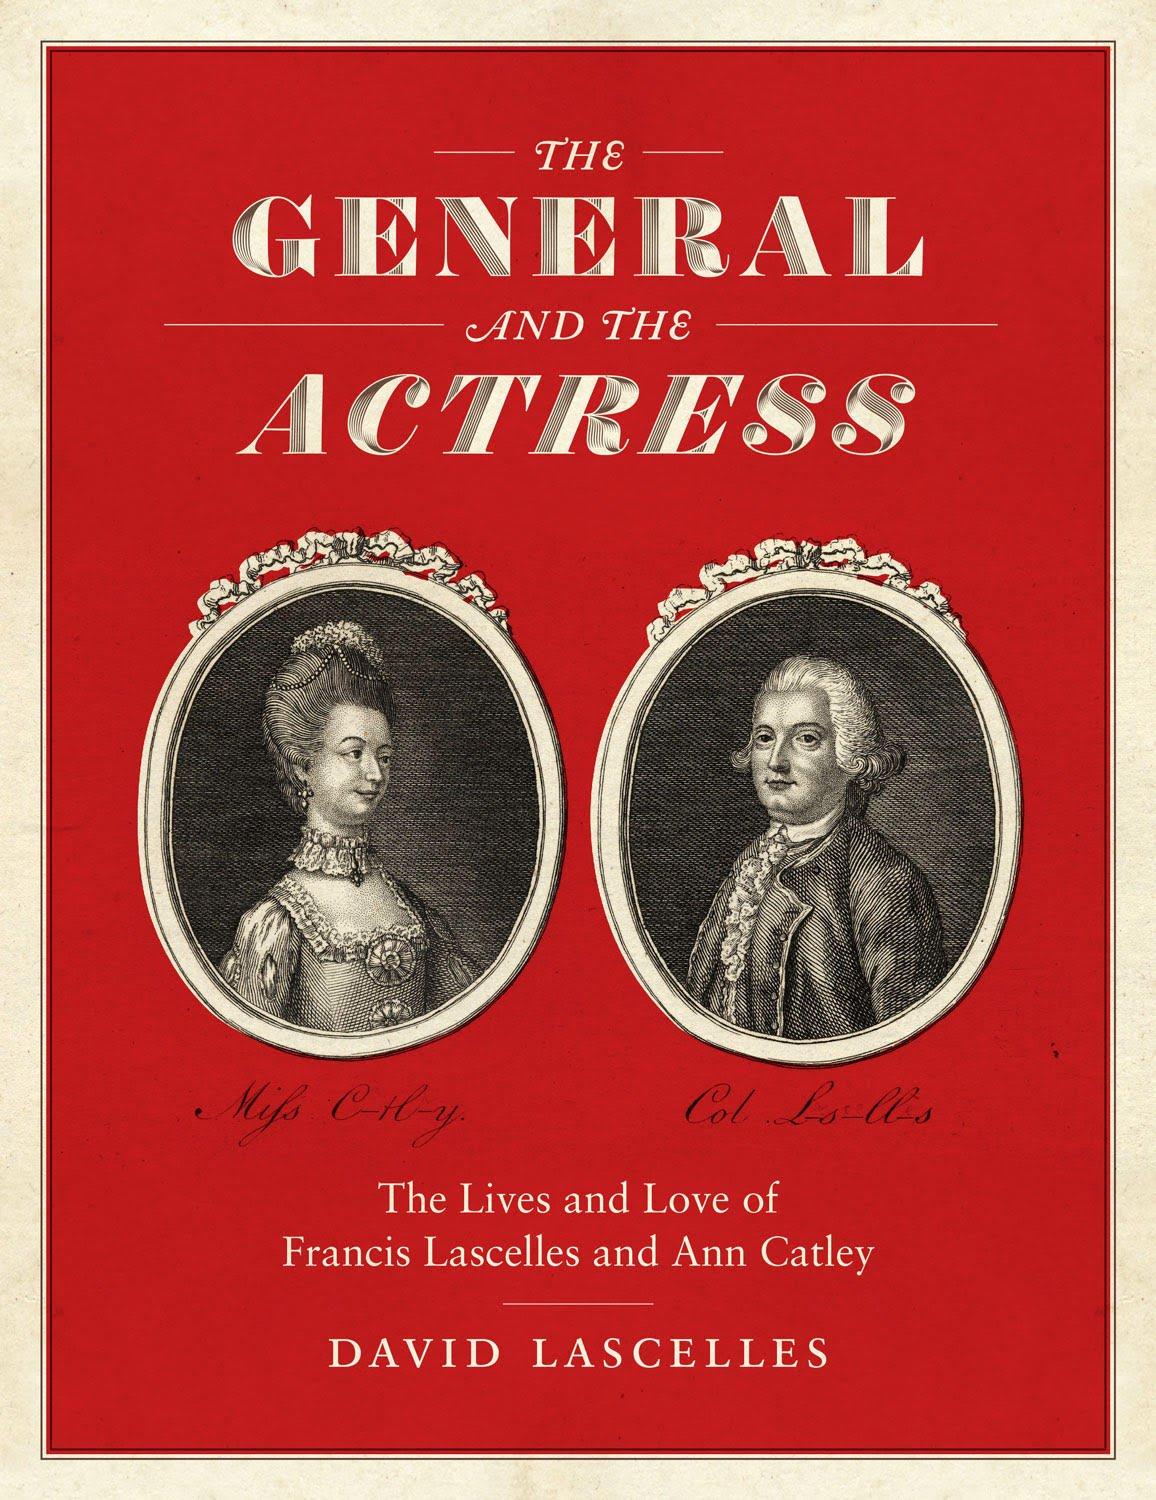 THE
GENERAL
AND THE
ACTRESS
Miſs C-tl-y. Col L-s-ll-s
The Lives and Love of
Francis Lascelles and Ann Catley
DAVID LASCELLES